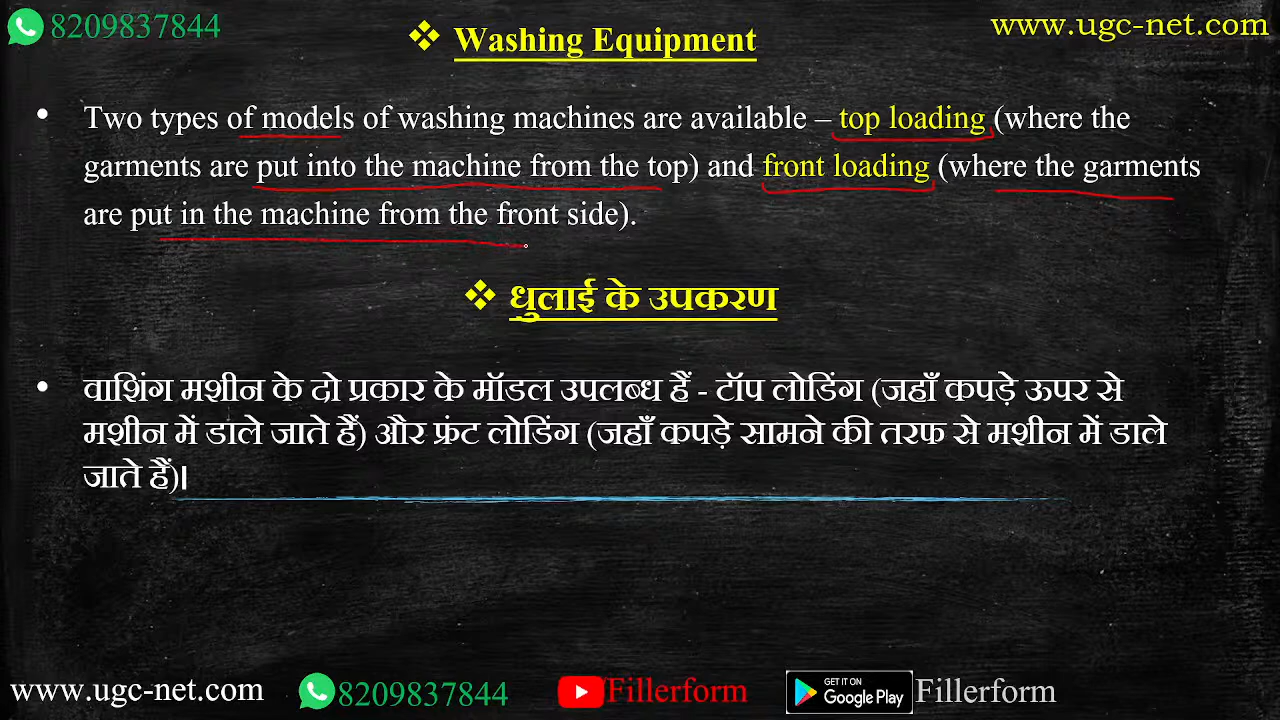 8209837844
www.ugc-net.com
❖ Washing Equipment
• Two types of models of washing machines are available – top loading (where the
garments are put into the machine from the top) and front loading (where the garments
are put in the machine from the front side).
❖ धुलाई के उपकरण
• वाशिंग मशीन के दो प्रकार के मॉडल उपलब्ध हैं - टॉप लोडिंग (जहाँ कपड़े ऊपर से
मशीन में डाले जाते हैं) और फ्रंट लोडिंग (जहाँ कपड़े सामने की तरफ से मशीन में डाले
जाते हैं)।
www.ugc-net.com 8209837844 Fillerform GET IT ON Google Play Fillerform